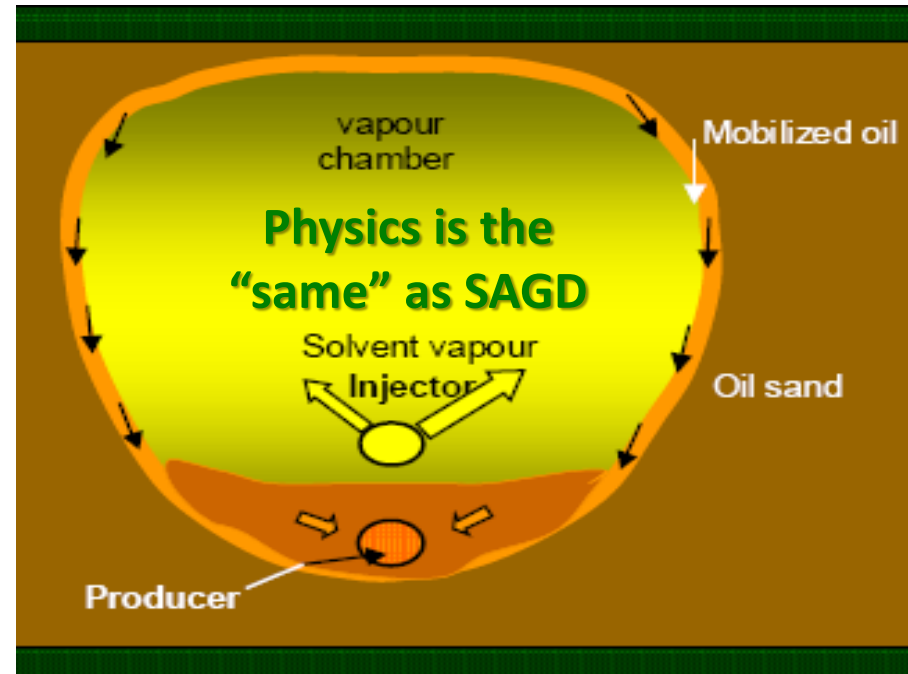 vapour
chamber
Mobilized oil
Physics is the
“same” as SAGD
Solvent vapour
Injector
Oil sand
Producer